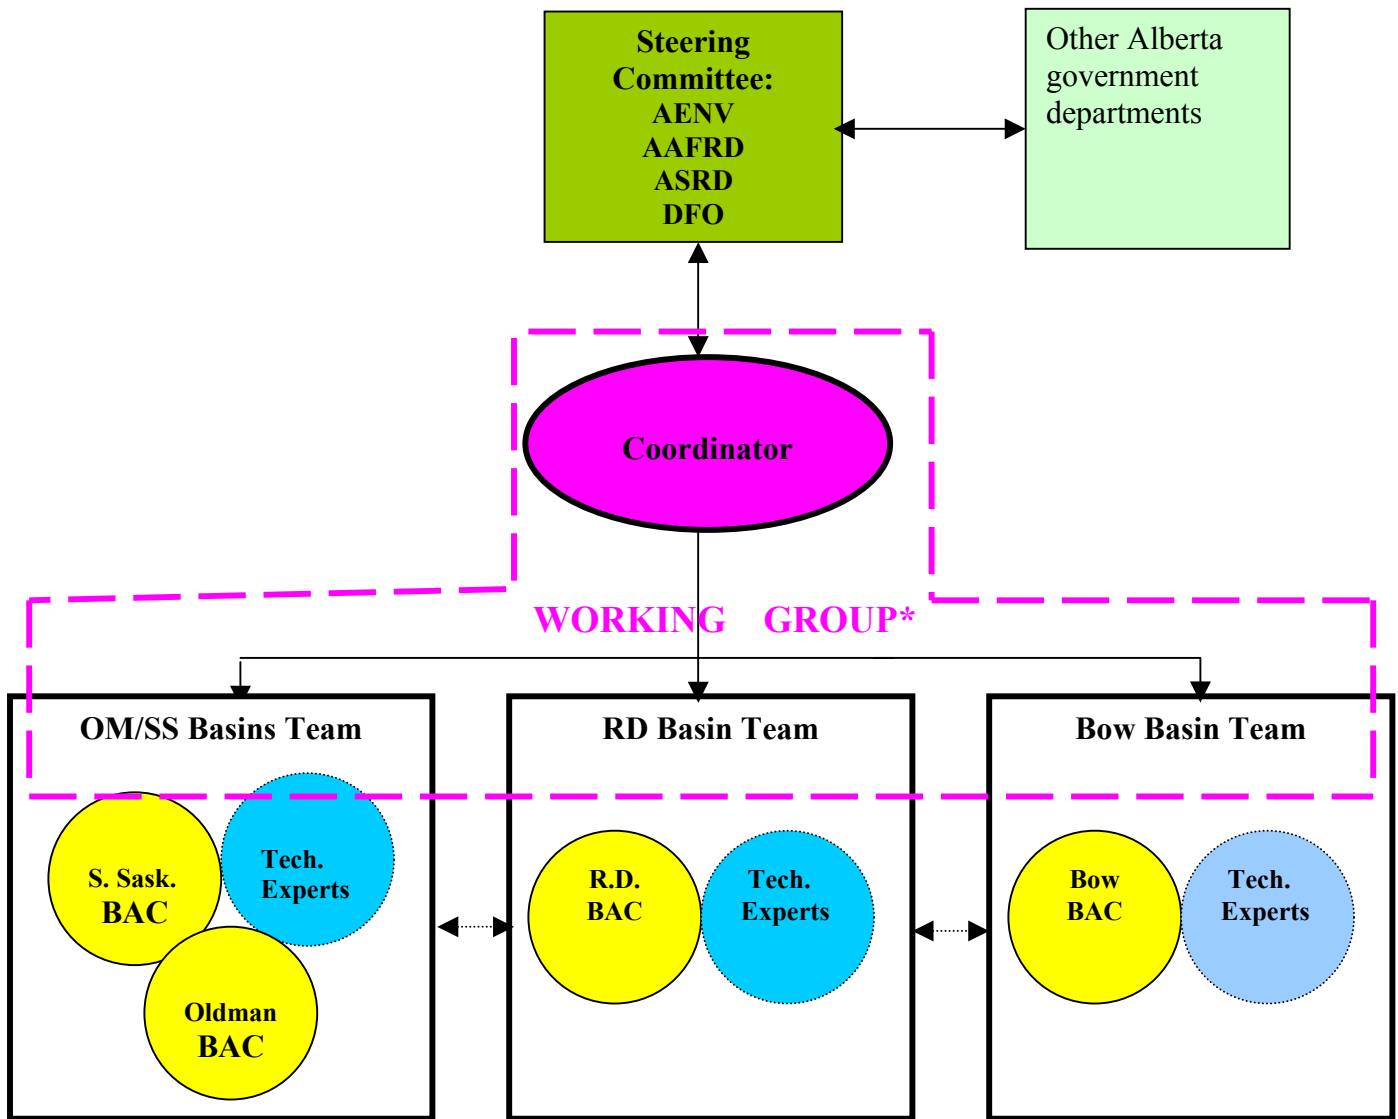 Steering
Committee:
AENV
AAFRD
ASRD
DFO
Other Alberta
government
departments
Coordinator
WORKING GROUP*
OM/SS Basins Team
S. Sask.
BAC
Tech.
Experts
Oldman
BAC
RD Basin Team
R.D.
BAC
Tech.
Experts
Bow Basin Team
Bow
BAC
Tech.
Experts